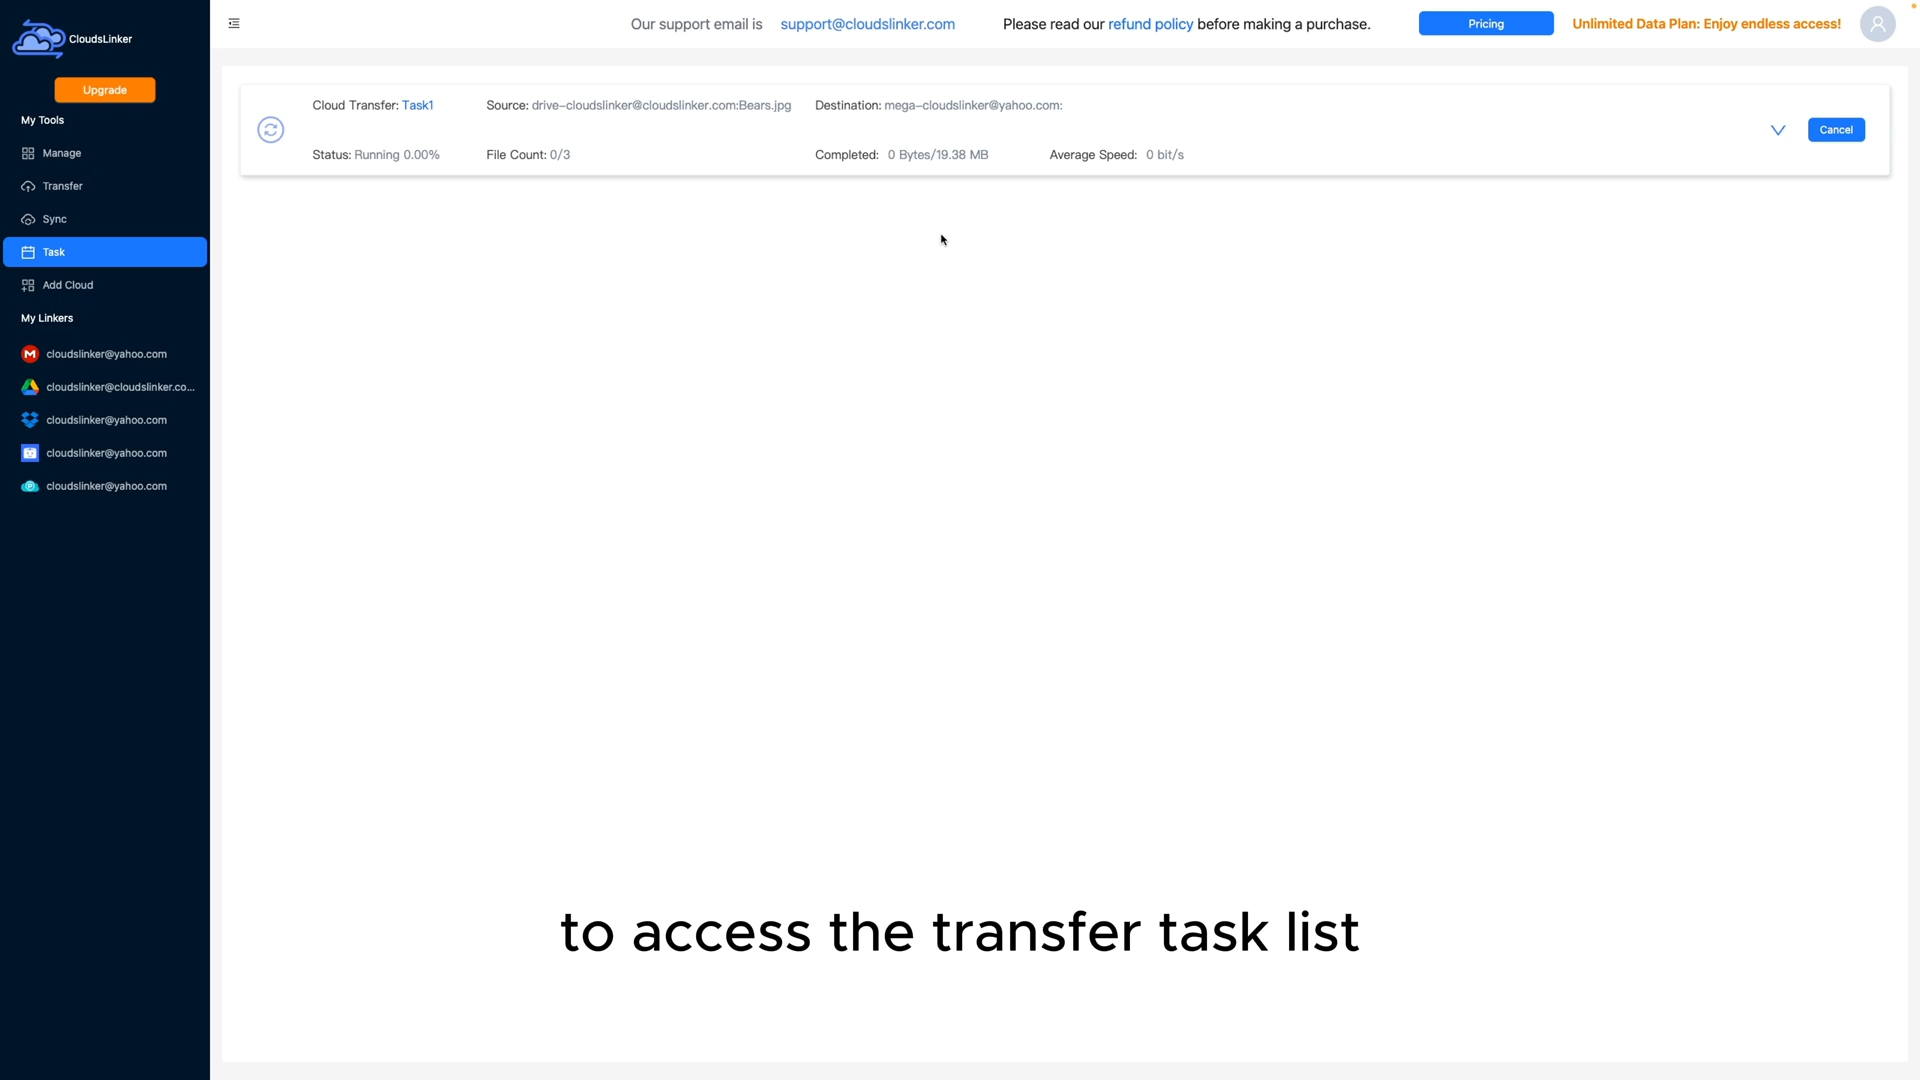 CloudsLinker
Our support email is support@cloudslinker.com Please read our refund policy before making a purchase. Pricing Unlimited Data Plan: Enjoy endless access!
Upgrade
My Tools
Manage
Transfer
Sync
Task
Add Cloud
My Linkers
cloudslinker@yahoo.com
cloudslinker@cloudslinker.co...
cloudslinker@yahoo.com
cloudslinker@yahoo.com
cloudslinker@yahoo.com
Cloud Transfer: Task1 Source: drive-cloudslinker@cloudslinker.com:Bears.jpg Destination: mega-cloudslinker@yahoo.com:
Cancel
Status: Running 0.00% File Count: 0/3 Completed: 0 Bytes/19.38 MB Average Speed: 0 bit/s
to access the transfer task list